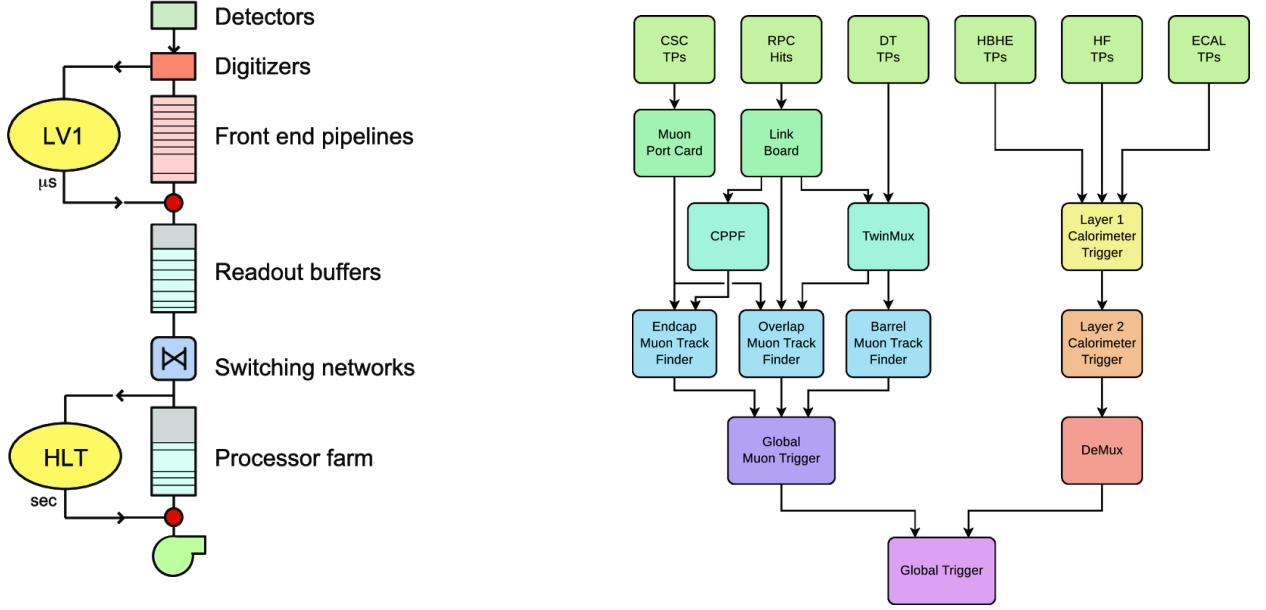 Detectors
Digitizers
LV1
Front end pipelines
μs
Readout buffers
Switching networks
HLT
Processor farm
sec
CSC
TPs
RPC
Hits
DT
TPs
HBHE
TPs
HF
TPs
ECAL
TPs
Muon
Port Card
Link
Board
CPPF
TwinMux
Layer 1
Calorimeter
Trigger
Endcap
Muon Track
Finder
Overlap
Muon Track
Finder
Barrel
Muon Track
Finder
Layer 2
Calorimeter
Trigger
Global
Muon Trigger
DeMux
Global Trigger